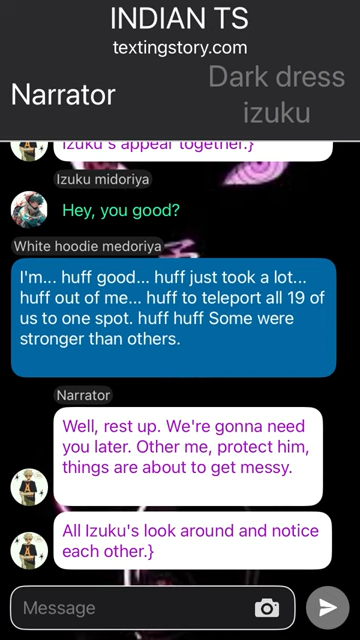 INDIAN TS
textingstory.com
Narrator
Dark dress
izuku
Izuku's appear together.}
Izuku midoriya
Hey, you good?
White hoodie medoriya
I'm... huff good... huff just took a lot...
huff out of me... huff to teleport all 19 of
us to one spot. huff huff Some were
stronger than others.
Narrator
Well, rest up. We're gonna need
you later. Other me, protect him,
things are about to get messy.
All Izuku's look around and notice
each other.}
Message